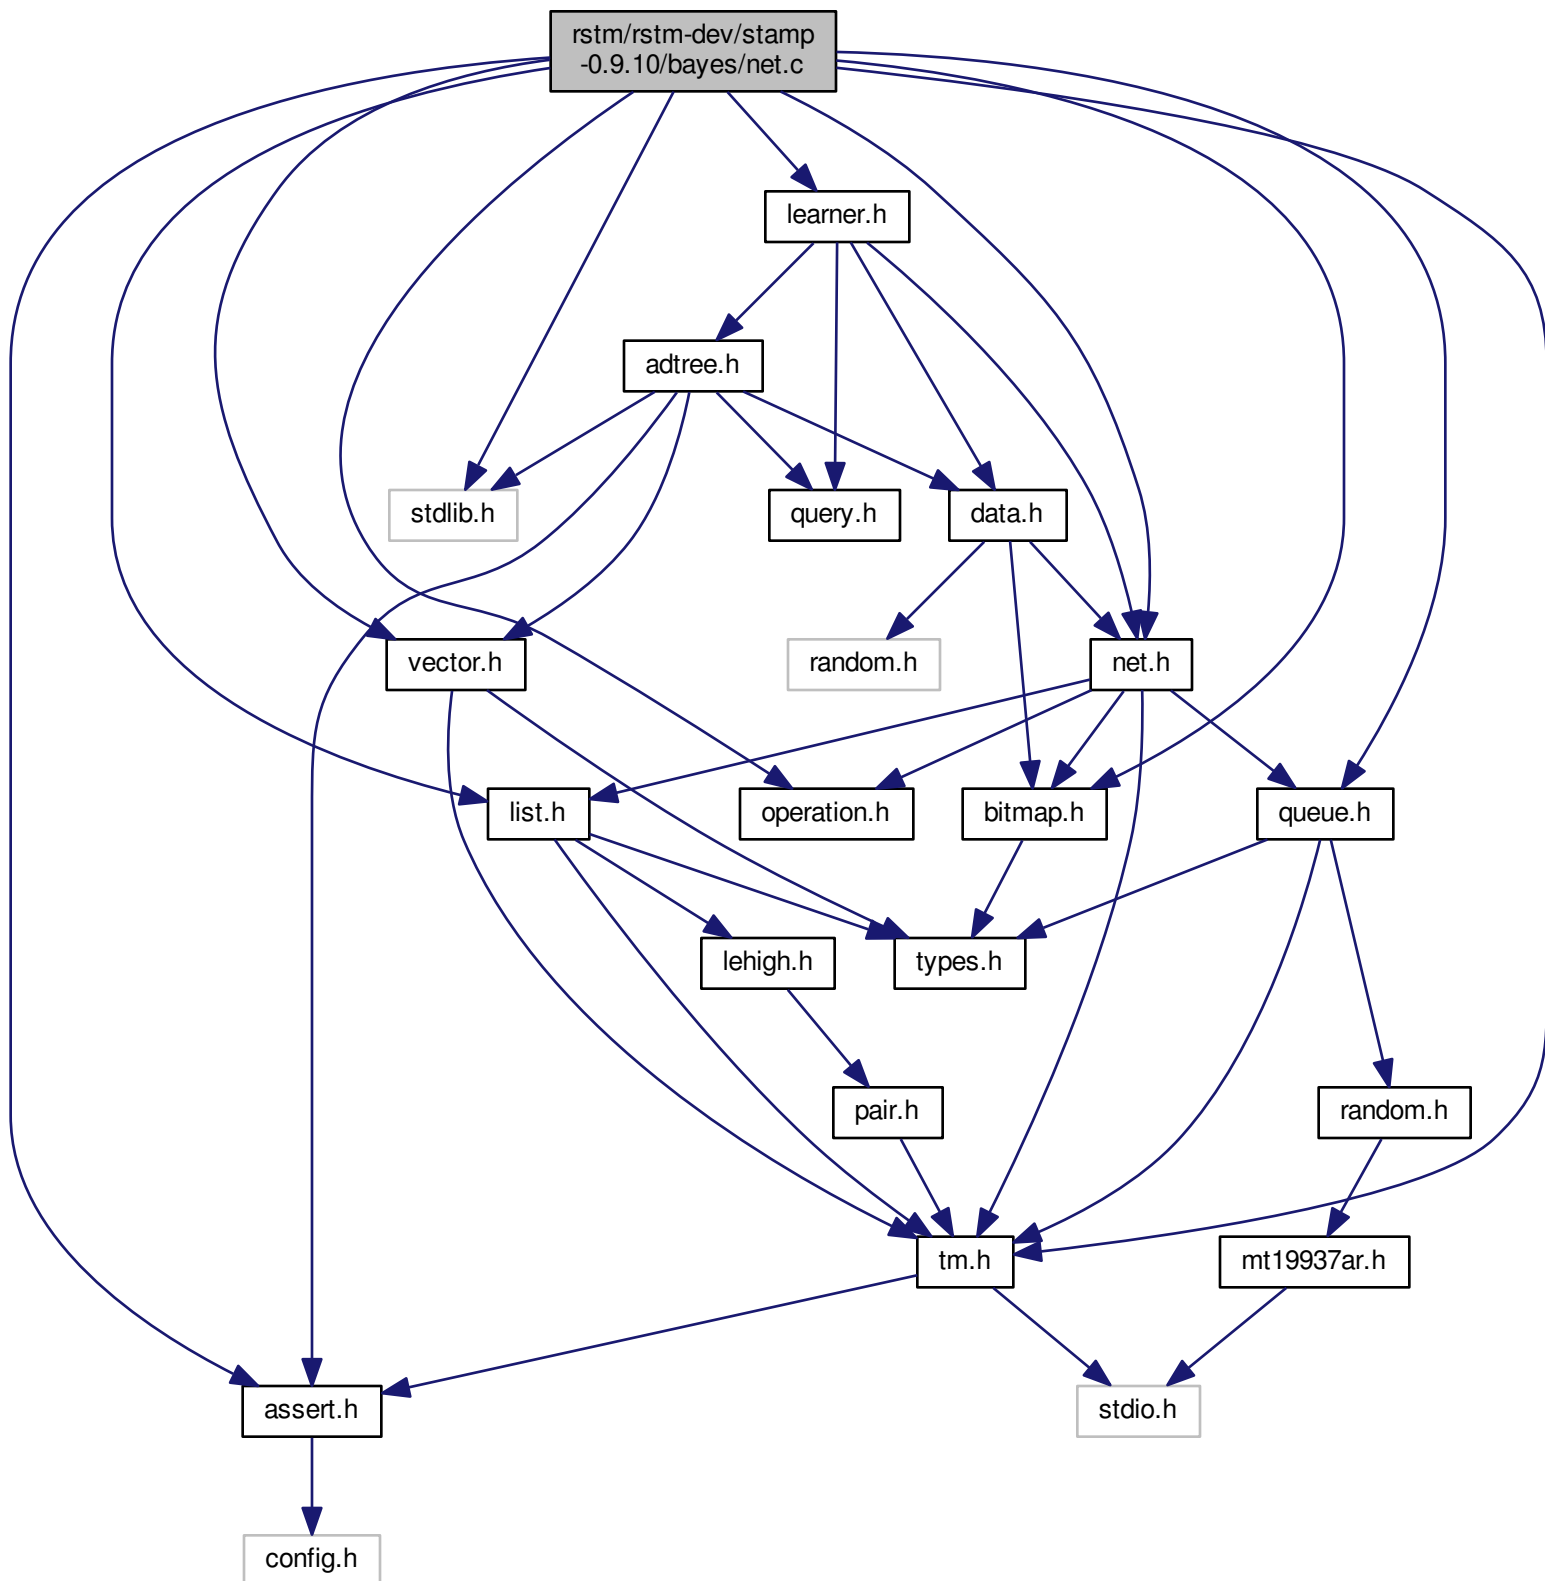 rstm/rstm-dev/stamp
-0.9.10/bayes/net.c
learner.h
adtree.h
stdlib.h
query.h
data.h
vector.h
random.h
net.h
list.h
operation.h
bitmap.h
queue.h
lehigh.h
types.h
pair.h
random.h
tm.h
mt19937ar.h
assert.h
stdio.h
config.h